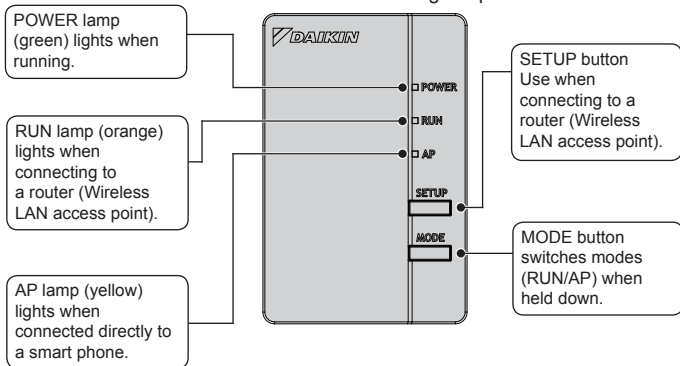 POWER lamp
(green) lights when
running.
RUN lamp (orange)
lights when
connecting to
a router (Wireless
LAN access point).
AP lamp (yellow)
lights when
connected directly to
a smart phone.
DAIKIN
POWER
RUN
AP
SETUP
MODE
SETUP button
Use when
connecting to a
router (Wireless
LAN access point).
MODE button
switches modes
(RUN/AP) when
held down.